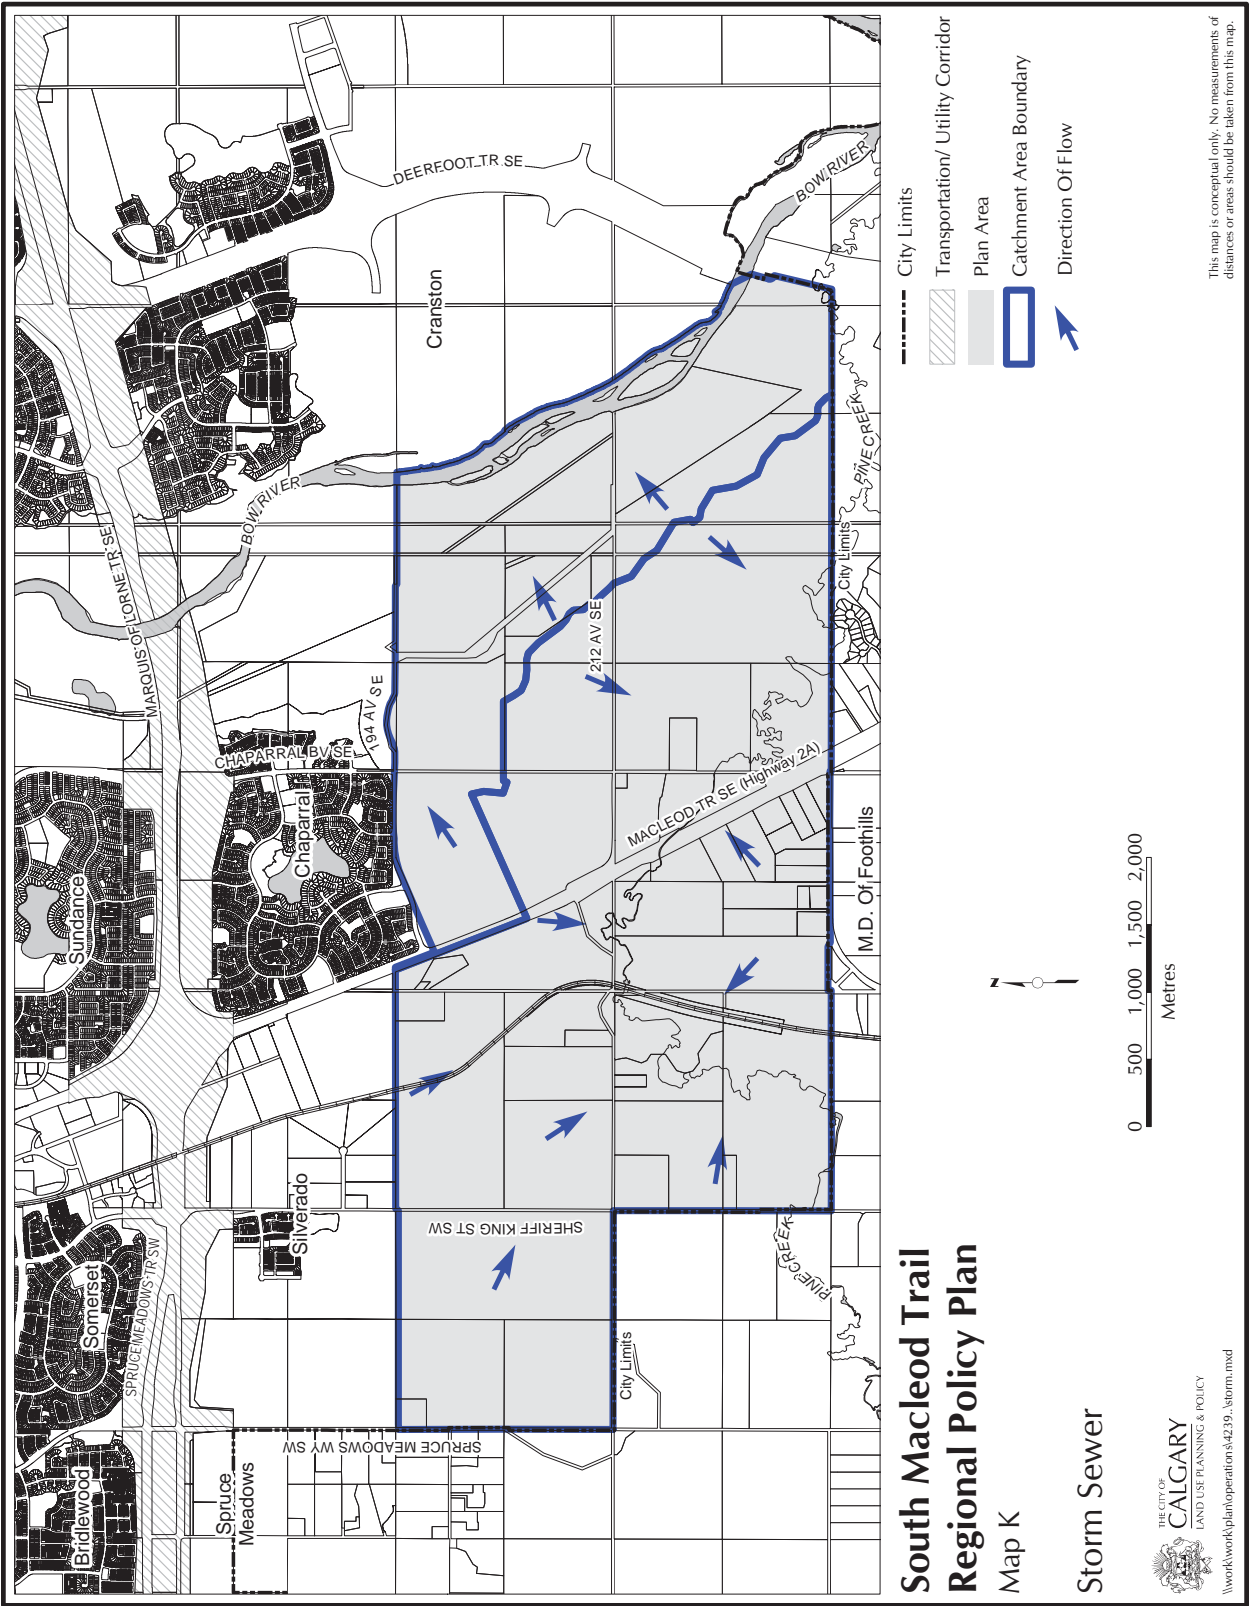 Bridlewood
Somerset
SPRUCE MEADOWS TR SW
Sundance
Spruce
Meadows
Silverado
Chaparral
CHAPARRAL BV SE
MARQUIS OF LORNE TR SE
BOW RIVER
194 AV SE
SPRUCE MEADOWS WY SW
SHERIFF KING ST SW
Cranston
DEERFOOT TR SE
212 AV SE
MACLEOD TR SE (Highway 2A)
City Limits
PINE CREEK
M.D. Of Foothills
City Limits
PINE CREEK
BOW RIVER
South Macleod Trail
Regional Policy Plan
Map K
Storm Sewer
THE CITY OF
CALGARY
LAND USE PLANNING & POLICY
\\work\work\plan\operations\4239..\storm.mxd
N
0 500 1,000 1,500 2,000
Metres
City Limits
Transportation/ Utility Corridor
Plan Area
Catchment Area Boundary
Direction Of Flow
This map is conceptual only. No measurements of
distances or areas should be taken from this map.